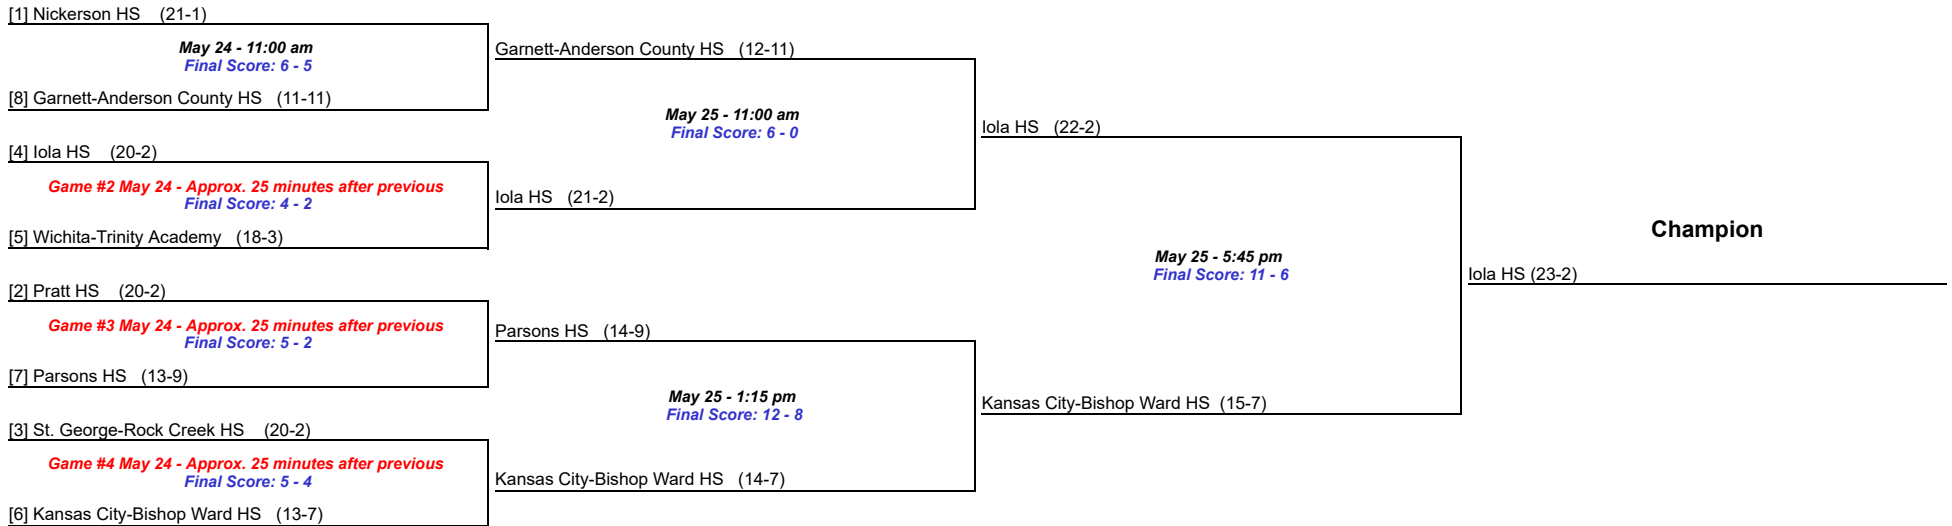 [1] Nickerson HS (21-1)
May 24 - 11:00 am
Final Score: 6 - 5
[8] Garnett-Anderson County HS (11-11)
[4] Iola HS (20-2)
Game #2 May 24 - Approx. 25 minutes after previous
Final Score: 4 - 2
[5] Wichita-Trinity Academy (18-3)
[2] Pratt HS (20-2)
Game #3 May 24 - Approx. 25 minutes after previous
Final Score: 5 - 2
[7] Parsons HS (13-9)
[3] St. George-Rock Creek HS (20-2)
Game #4 May 24 - Approx. 25 minutes after previous
Final Score: 5 - 4
[6] Kansas City-Bishop Ward HS (13-7)
Garnett-Anderson County HS (12-11)
May 25 - 11:00 am
Final Score: 6 - 0
Iola HS (21-2)
Parsons HS (14-9)
May 25 - 1:15 pm
Final Score: 12 - 8
Kansas City-Bishop Ward HS (14-7)
Iola HS (22-2)
May 25 - 5:45 pm
Final Score: 11 - 6
Kansas City-Bishop Ward HS (15-7)
Champion
Iola HS (23-2)